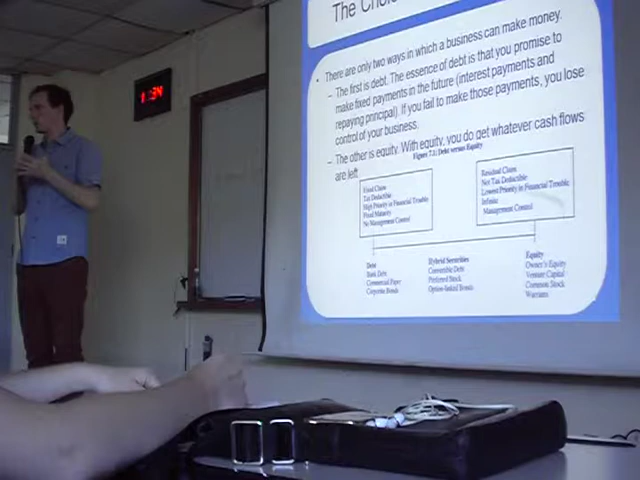 The
• There are only two ways in which a business can make money.
– The first is debt. The essence of debt is that you promise to
make fixed payments in the future (interest payments and
repaying principal). If you fail to make those payments, you lose
control of your business.
– The other is equity. With equity, you do get whatever cash flows
are left
Figure 7.1: Debt versus Equity
Fixed Claim
Tax Deductible
High Priority in Financial Trouble
Fixed Maturity
No Management Control
Residual Claim
Not Tax Deductible
Lowest Priority in Financial Trouble
Infinite
Management Control
Debt
Bank Debt
Commercial Paper
Corporate Bonds
Hybrid Securities
Convertible Debt
Preferred Stock
Option-linked Bonds
Equity
Owner's Equity
Venture Capital
Common Stock
Warrants